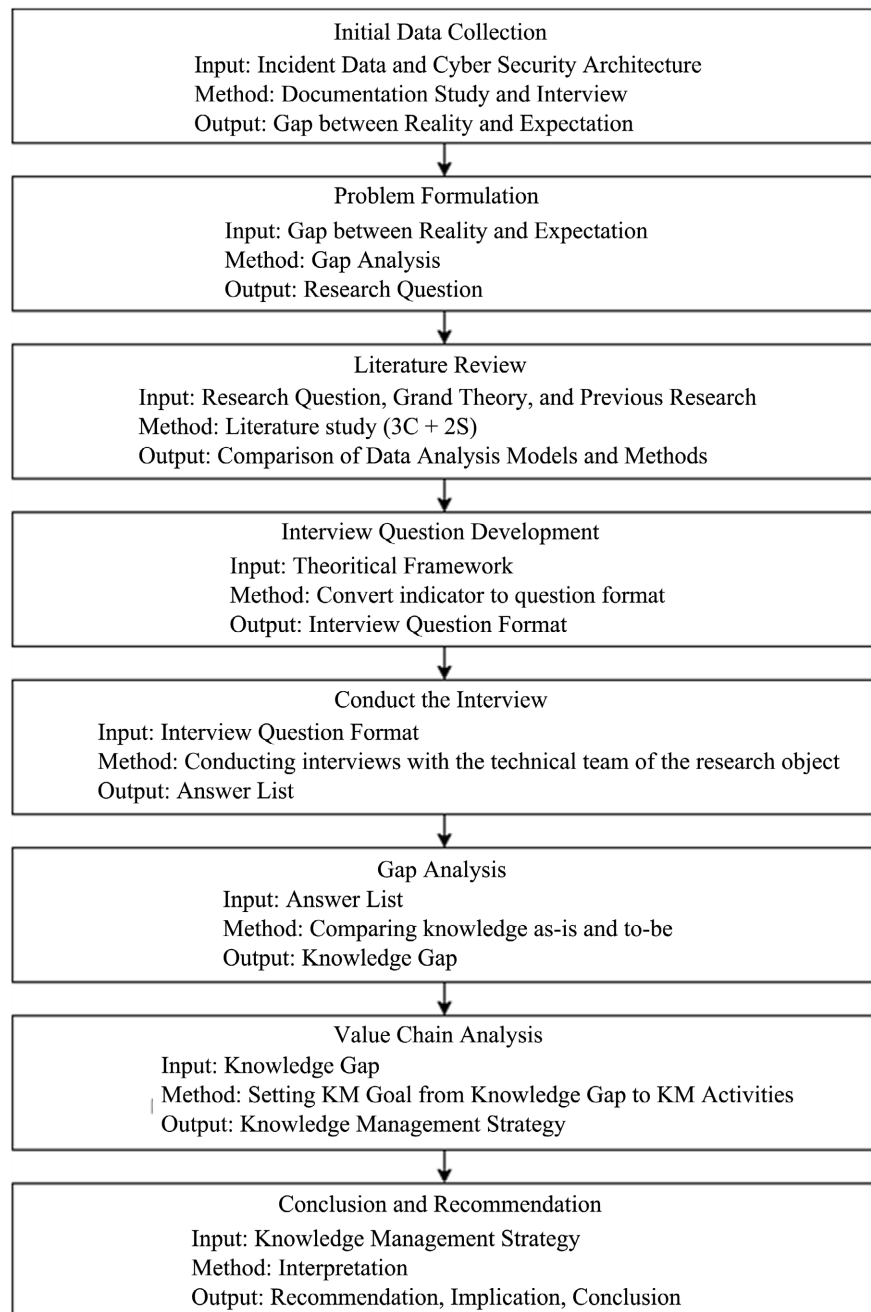 Initial Data Collection
Input: Incident Data and Cyber Security Architecture
Method: Documentation Study and Interview
Output: Gap between Reality and Expectation
Problem Formulation
Input: Gap between Reality and Expectation
Method: Gap Analysis
Output: Research Question
Literature Review
Input: Research Question, Grand Theory, and Previous Research
Method: Literature study (3C + 2S)
Output: Comparison of Data Analysis Models and Methods
Interview Question Development
Input: Theoritical Framework
Method: Convert indicator to question format
Output: Interview Question Format
Conduct the Interview
Input: Interview Question Format
Method: Conducting interviews with the technical team of the research object
Output: Answer List
Gap Analysis
Input: Answer List
Method: Comparing knowledge as-is and to-be
Output: Knowledge Gap
Value Chain Analysis
Input: Knowledge Gap
Method: Setting KM Goal from Knowledge Gap to KM Activities
Output: Knowledge Management Strategy
Conclusion and Recommendation
Input: Knowledge Management Strategy
Method: Interpretation
Output: Recommendation, Implication, Conclusion